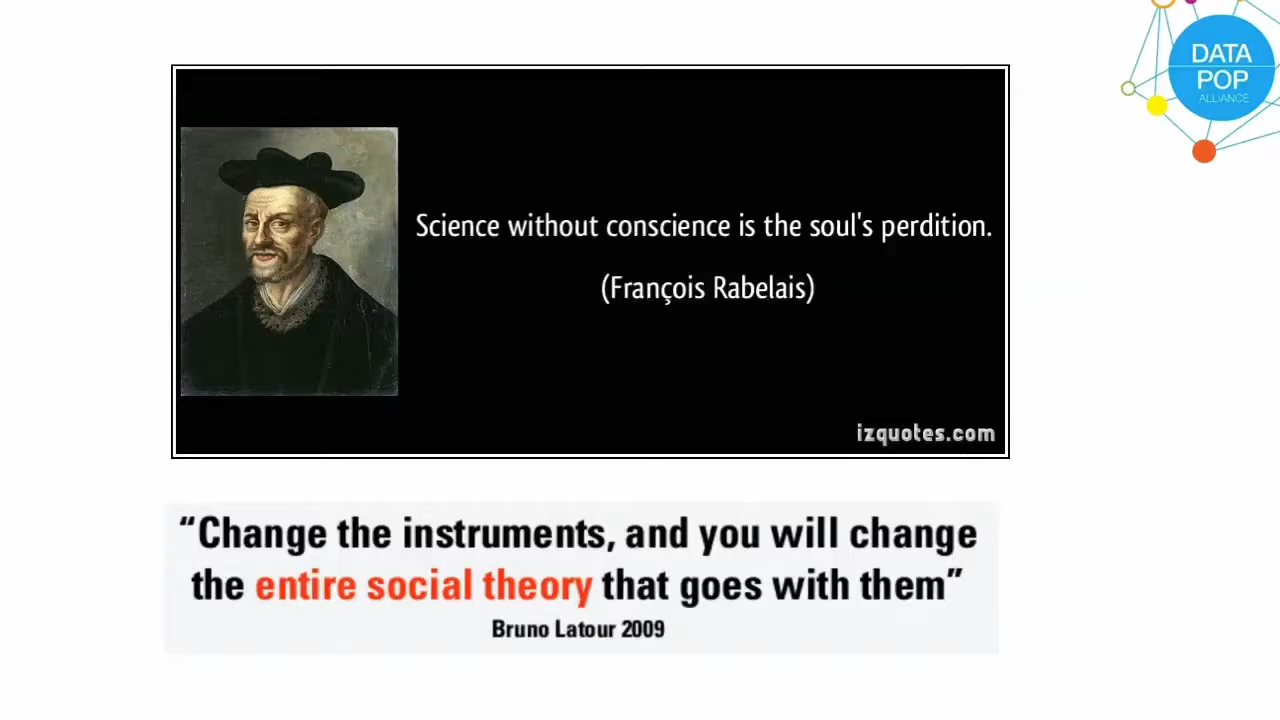 DATA
POP
ALLIANCE
Science without conscience is the soul's perdition.
(François Rabelais)
izquotes.com
“Change the instruments, and you will change
the entire social theory that goes with them”
Bruno Latour 2009